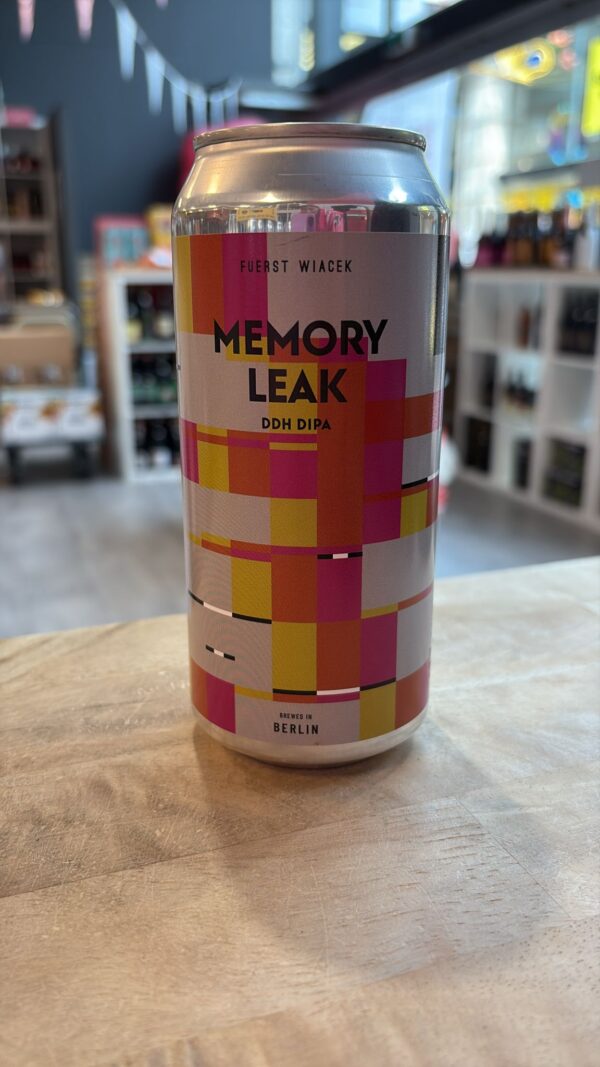 FUERST WIACEK
MEMORY
LEAK
DDH DIPA
BREWED IN
BERLIN